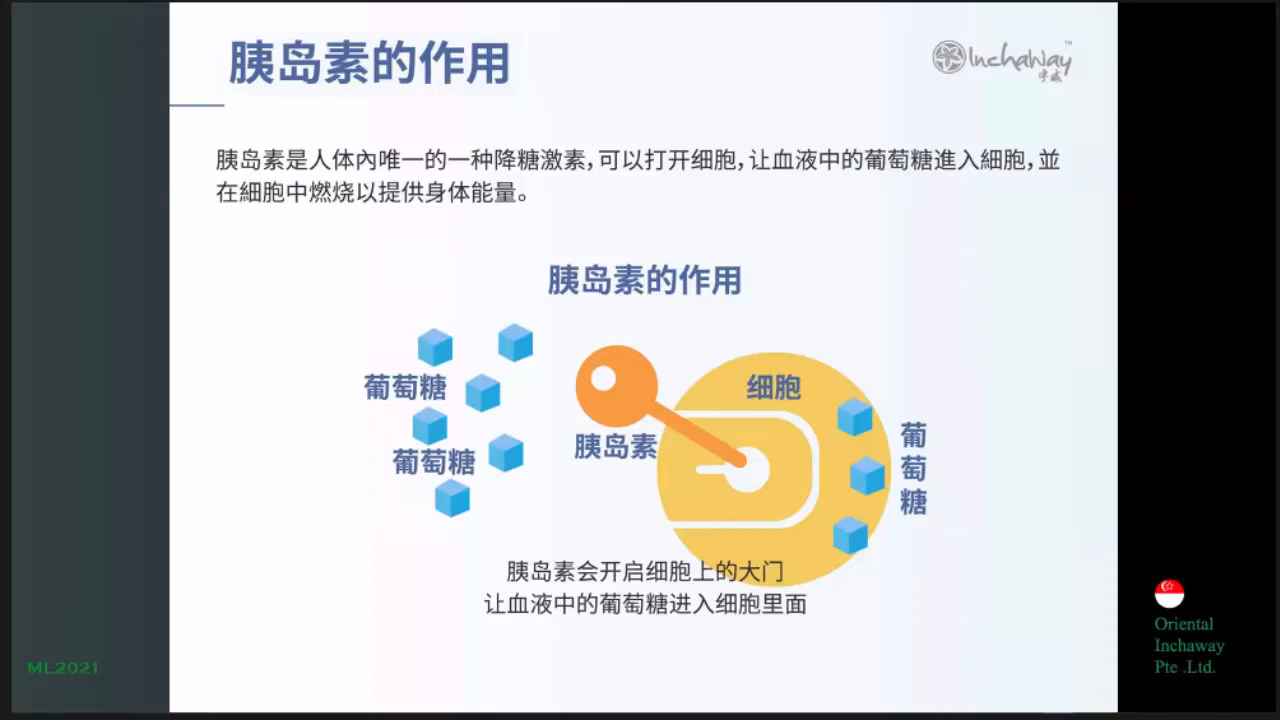 胰岛素的作用
Inchaway
宇威
TM
胰岛素是人体內唯一的一种降糖激素,可以打开细胞,让血液中的葡萄糖進入細胞,並
在細胞中燃烧以提供身体能量。
胰岛素的作用
葡萄糖
葡萄糖
胰岛素
细胞
葡
萄
糖
胰岛素会开启细胞上的大门
让血液中的葡萄糖进入细胞里面
ML2021
Oriental
Inchaway
Pte .Ltd.